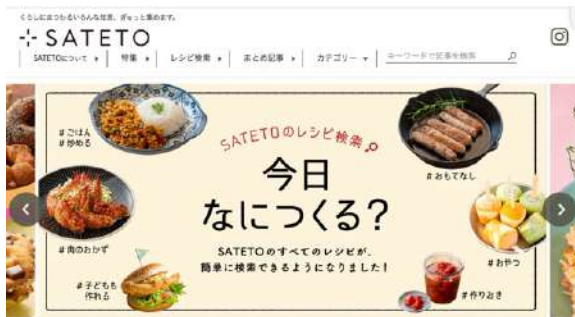 くらしにまつわるいろんな知恵、ぎゅっと集めます。
SATETO
SATETOについて 特集 レシピ検索 まとめ記事 カテゴリー キーワードで記事を検索
#ごはん
#炒める
SATETOのレシピ検索
#おもてなし
今日
なにつくる?
#肉のおかず
SATETOのすべてのレシピが、
簡単に検索できるようになりました!
#おやつ
#子どもも
作れる
#作りおき